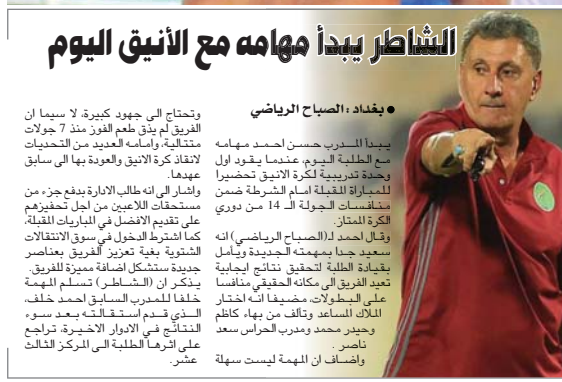 الشاطر يبدأ مهامه مع الأنيق اليوم
● بغداد : الصباح الرياضي
يبدأ المدرب حسن احمد مهامه
مع الطلبة اليوم، عندما يقود اول
وحدة تدريبية لكرة الانيق تحضيرا
للمباراة المقبلة امام الشرطة ضمن
منافسات الجولة الـ 14 من دوري
الكرة الممتاز.
وقال احمد لـ(الصباح الرياضي) انه
سعيد جدا بمهمته الجديدة ويأمل
بقيادة الطلبة لتحقيق نتائج ايجابية
تعيد الفريق الى مكانه الحقيقي منافسا
على البطولات، مضيفا انه اختار
الملاك المساعد وتألف من بهاء كاظم
وحيدر محمد ومدرب الحراس سعد
ناصر .
واضاف ان المهمة ليست سهلة
وتحتاج الى جهود كبيرة، لا سيما ان
الفريق لم يذق طعم الفوز منذ 7 جولات
متتالية، وامامه العديد من التحديات
لانقاذ كرة الانيق والعودة بها الى سابق
عهدها.
واشار الى انه طالب الادارة بدفع جزء من
مستحقات اللاعبين من اجل تحفيزهم
على تقديم الافضل في المباريات المقبلة،
كما اشترط الدخول في سوق الانتقالات
الشتوية بغية تعزيز الفريق بعناصر
جديدة ستشكل اضافة مميزة للفريق.
يذكر ان (الشاطر) تسلم المهمة
خلفا للمدرب السابق احمد خلف،
الذي قدم استقالته بعد سوء
النتائج في الادوار الاخيرة، تراجع
على اثرها الطلبة الى المركز الثالث
عشر.